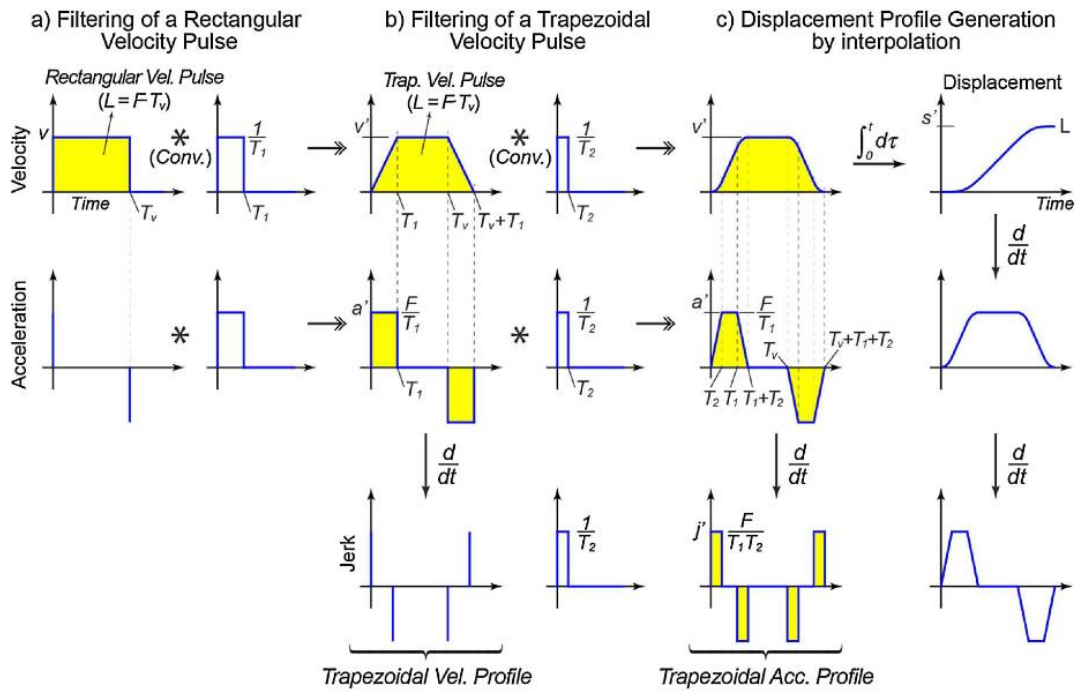 a) Filtering of a Rectangular
Velocity Pulse
b) Filtering of a Trapezoidal
Velocity Pulse
c) Displacement Profile Generation
by interpolation
Rectangular Vel. Pulse
(L = F·Tᵥ)
Trap. Vel. Pulse
(L = F·Tᵥ)
Displacement
Velocity
v
*
(Conv.)
1/T₁
v'
*
(Conv.)
1/T₂
v'
∫₀ᵗ dτ
s'
L
Time
Tᵥ
T₁
T₁
Tᵥ
Tᵥ+T₁
T₂
Time
d/dt
Acceleration
*
a'
F/T₁
*
1/T₂
a'
F/T₁
Tᵥ
Tᵥ+T₁+T₂
T₁
T₂
T₂
T₁
T₁+T₂
d/dt
d/dt
d/dt
Jerk
1/T₂
j'
F/T₁T₂
Trapezoidal Vel. Profile
Trapezoidal Acc. Profile